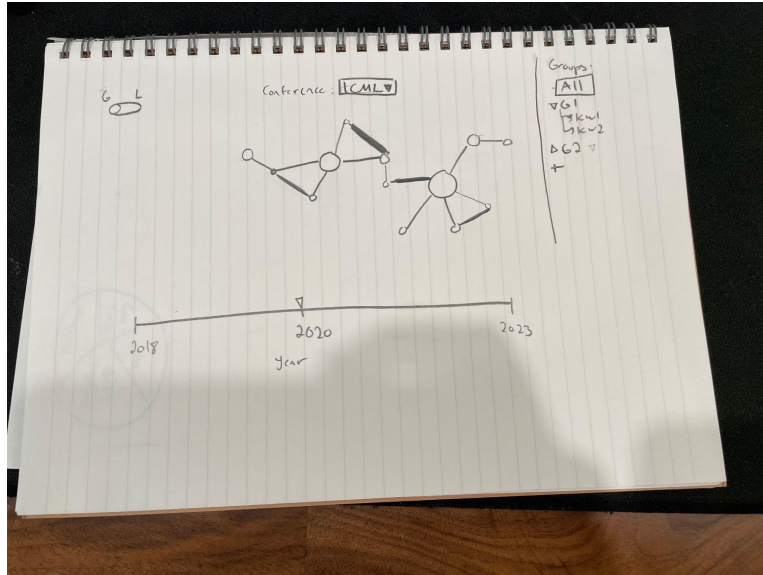 G L
Conference: ICML
Groups:
All
G1
kw1
kw2
G2
+
2018
2020
2023
year